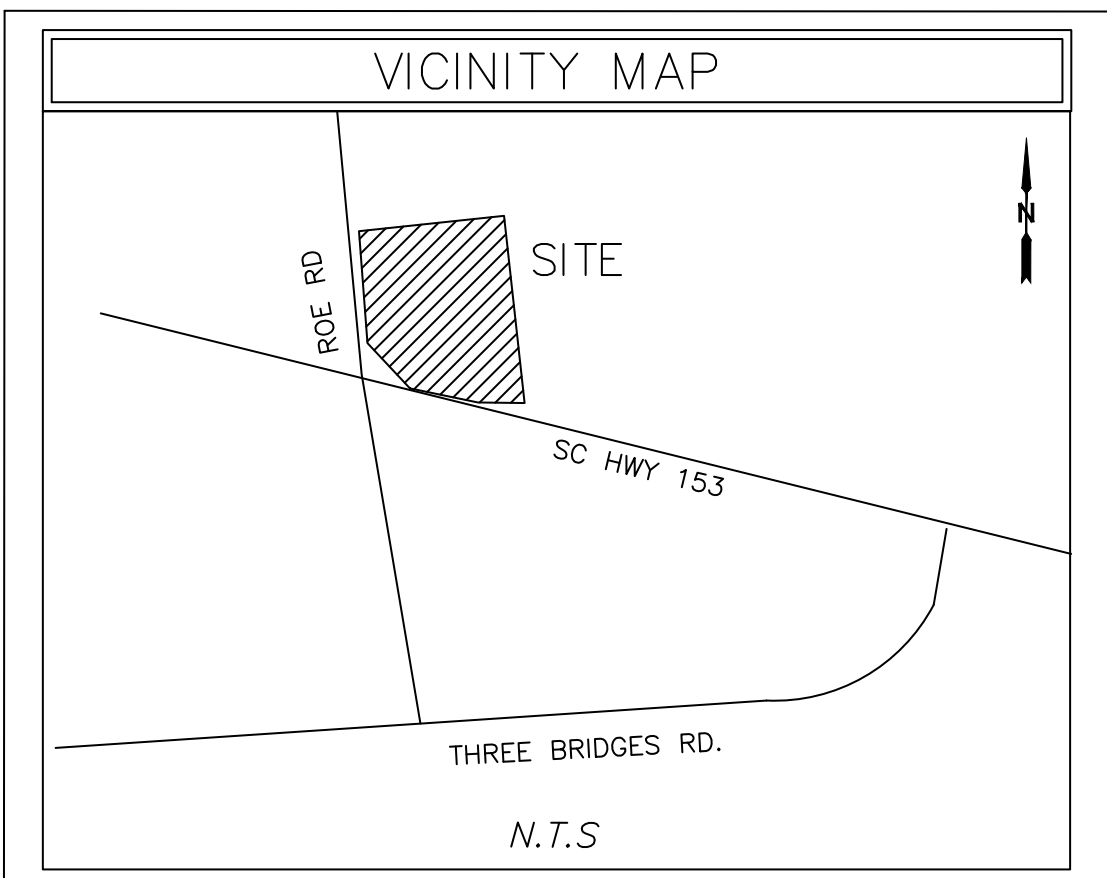 VICINITY MAP
N
SITE
ROE RD
SC HWY 153
THREE BRIDGES RD.
N.T.S